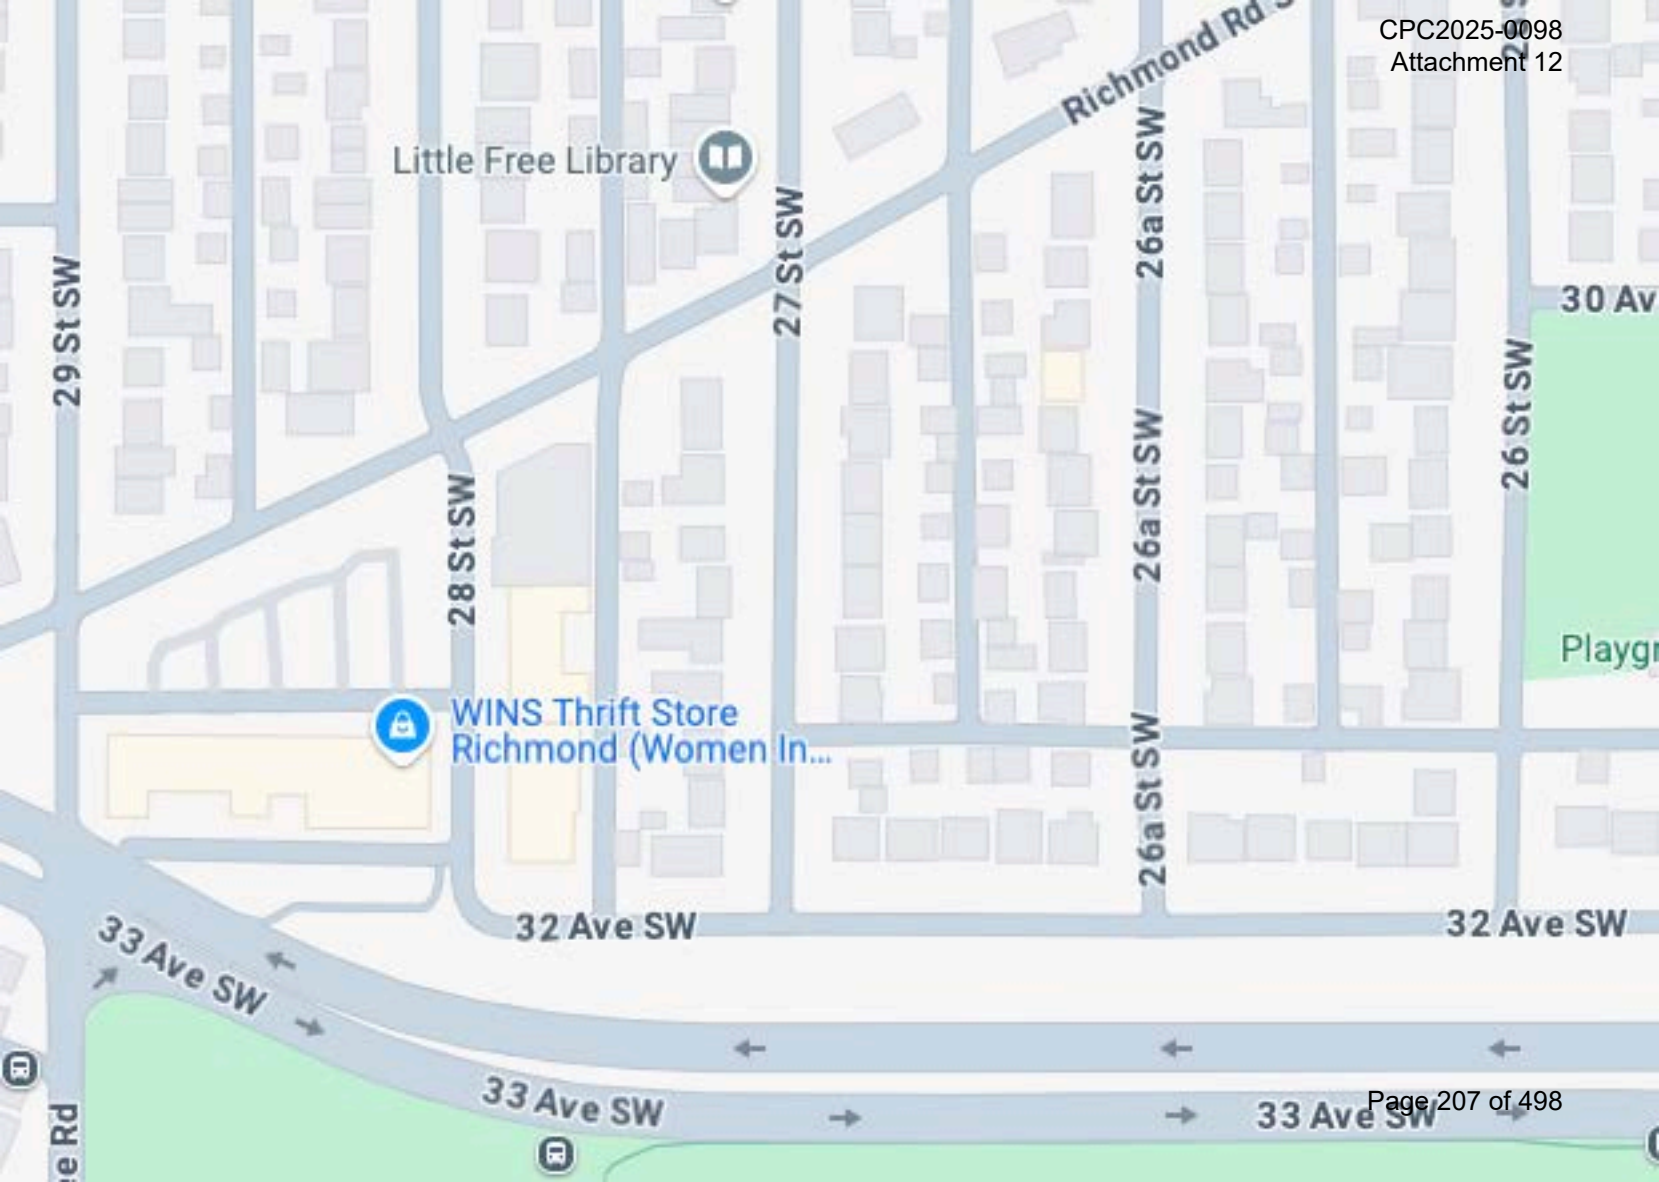 CPC2025-0098
Attachment 12
Richmond Rd S
Little Free Library
26a St SW
27 St SW
29 St SW
30 Av
26 St SW
26a St SW
28 St SW
Playgr
WINS Thrift Store
Richmond (Women In...
26a St SW
32 Ave SW
32 Ave SW
33 Ave SW
33 Ave SW
33 Ave SW
Page 207 of 498
e Rd